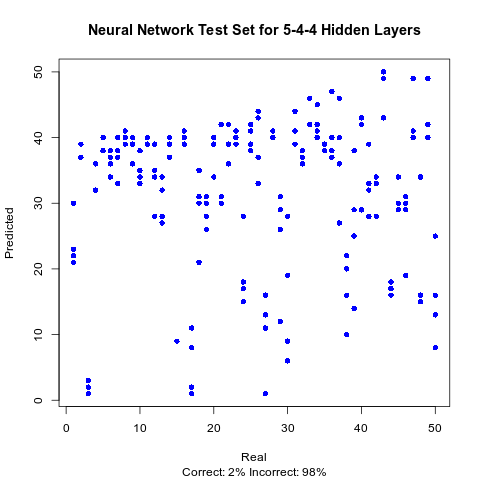 Neural Network Test Set for 5-4-4 Hidden Layers
Predicted
50
40
30
20
10
0
0 10 20 30 40 50
Real
Correct: 2% Incorrect: 98%